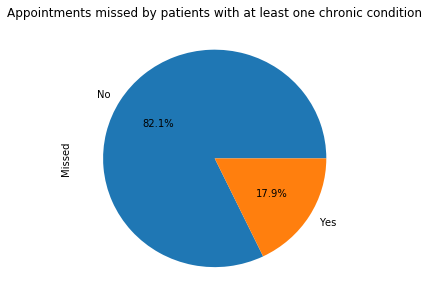 Appointments missed by patients with at least one chronic condition
No
82.1%
Missed
17.9%
Yes